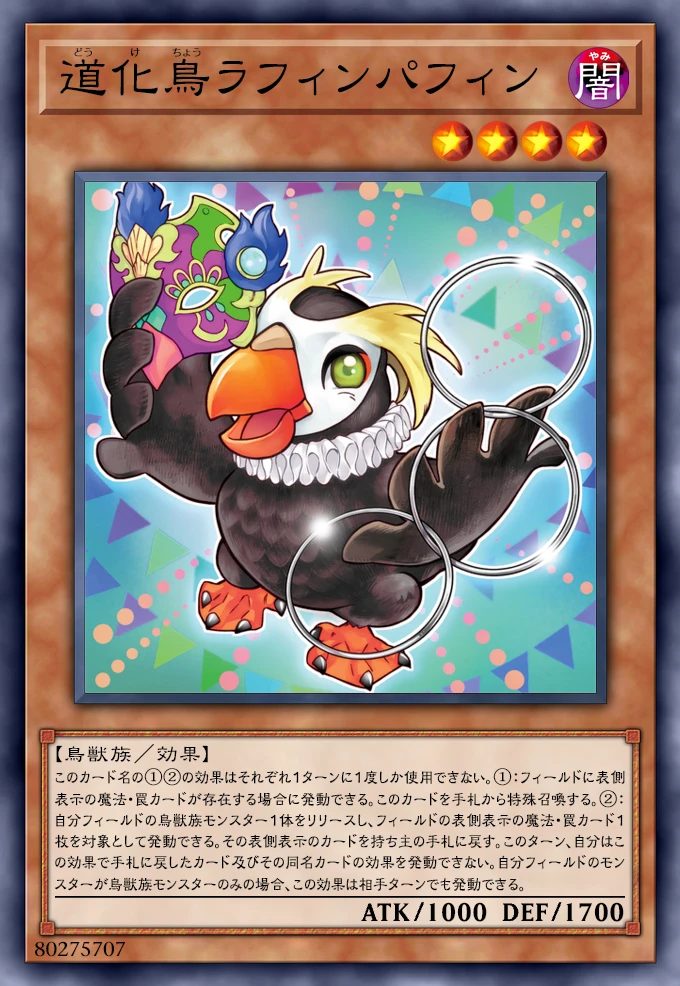 どう け ちょう
道化鳥ラフィンパフィン
やみ
闇
【鳥獣族／効果】
このカード名の①②の効果はそれぞれ1ターンに1度しか使用できない。①：フィールドに表側
表示の魔法・罠カードが存在する場合に発動できる。このカードを手札から特殊召喚する。②：
自分フィールドの鳥獣族モンスター1体をリリースし、フィールドの表側表示の魔法・罠カード1
枚を対象として発動できる。その表側表示のカードを持ち主の手札に戻す。このターン、自分はこ
の効果で手札に戻したカード及びその同名カードの効果を発動できない。自分フィールドのモン
スターが鳥獣族モンスターのみの場合、この効果は相手ターンでも発動できる。
ATK/1000 DEF/1700
80275707